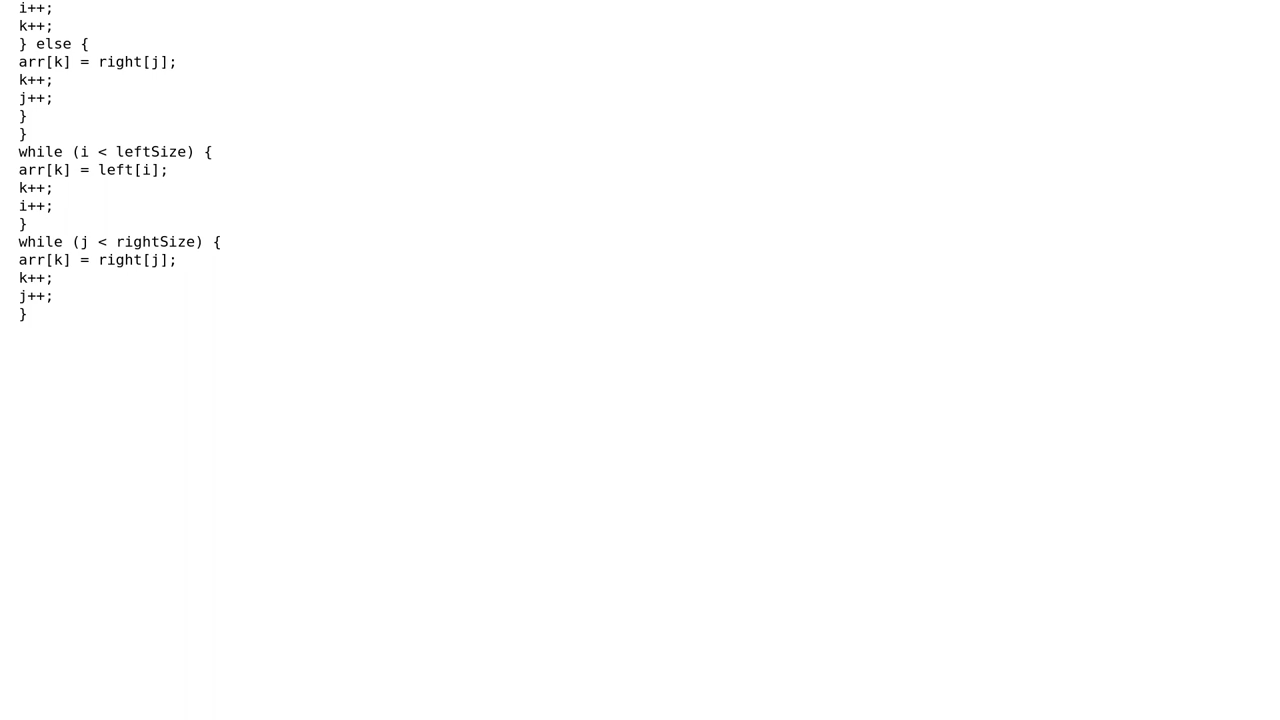 i++;
k++;
} else {
arr[k] = right[j];
k++;
j++;
}
}
while (i < leftSize) {
arr[k] = left[i];
k++;
i++;
}
while (j < rightSize) {
arr[k] = right[j];
k++;
j++;
}